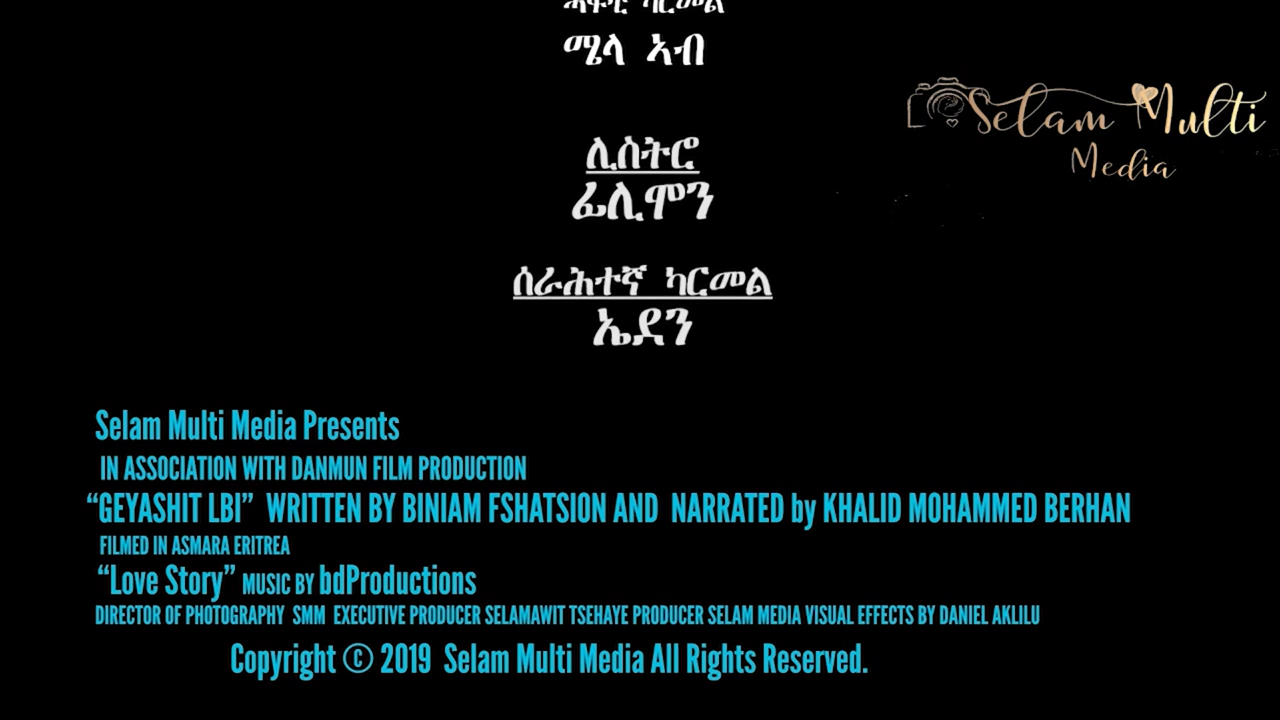 ሓፍቲ ካርመል
ሜላ ኣብ
Selam Multi
Media
ሊስትሮ
ፊሊሞን
ሰራሕተኛ ካርመል
ኤደን
Selam Multi Media Presents
IN ASSOCIATION WITH DANMUN FILM PRODUCTION
“GEYASHIT LBI” WRITTEN BY BINIAM FSHATSION AND NARRATED by KHALID MOHAMMED BERHAN
FILMED IN ASMARA ERITREA
“Love Story” MUSIC BY bdProductions
DIRECTOR OF PHOTOGRAPHY SMM EXECUTIVE PRODUCER SELAMAWIT TSEHAYE PRODUCER SELAM MEDIA VISUAL EFFECTS BY DANIEL AKLILU
Copyright © 2019 Selam Multi Media All Rights Reserved.